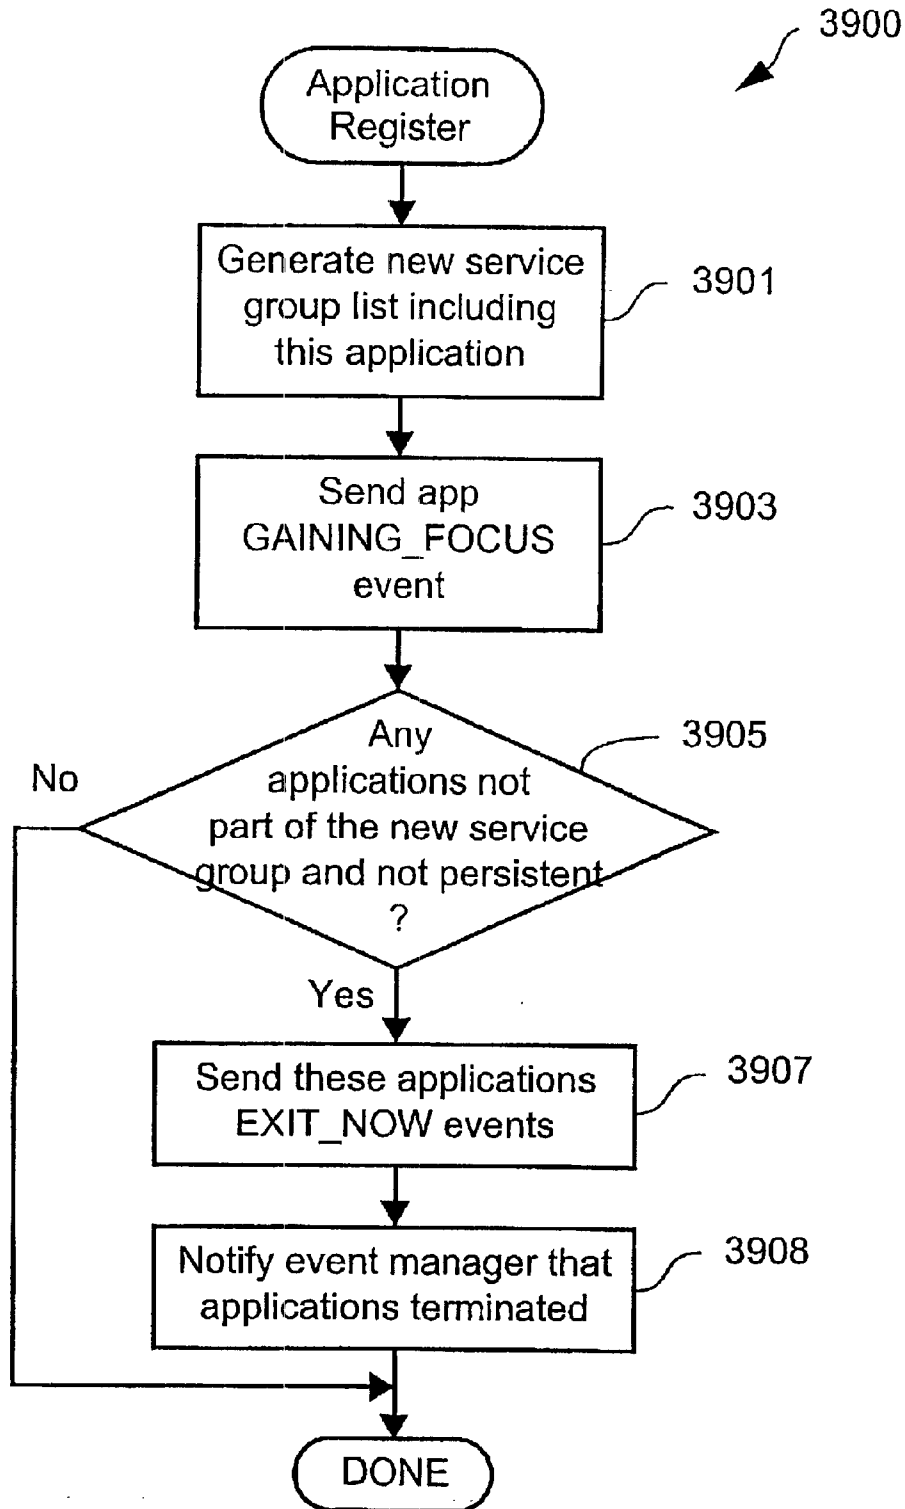 3900
Application
Register
Generate new service
group list including
this application
3901
Send app
GAINING_FOCUS
event
3903
Any
applications not
part of the new service
group and not persistent
?
3905
No
Yes
Send these applications
EXIT_NOW events
3907
Notify event manager that
applications terminated
3908
DONE